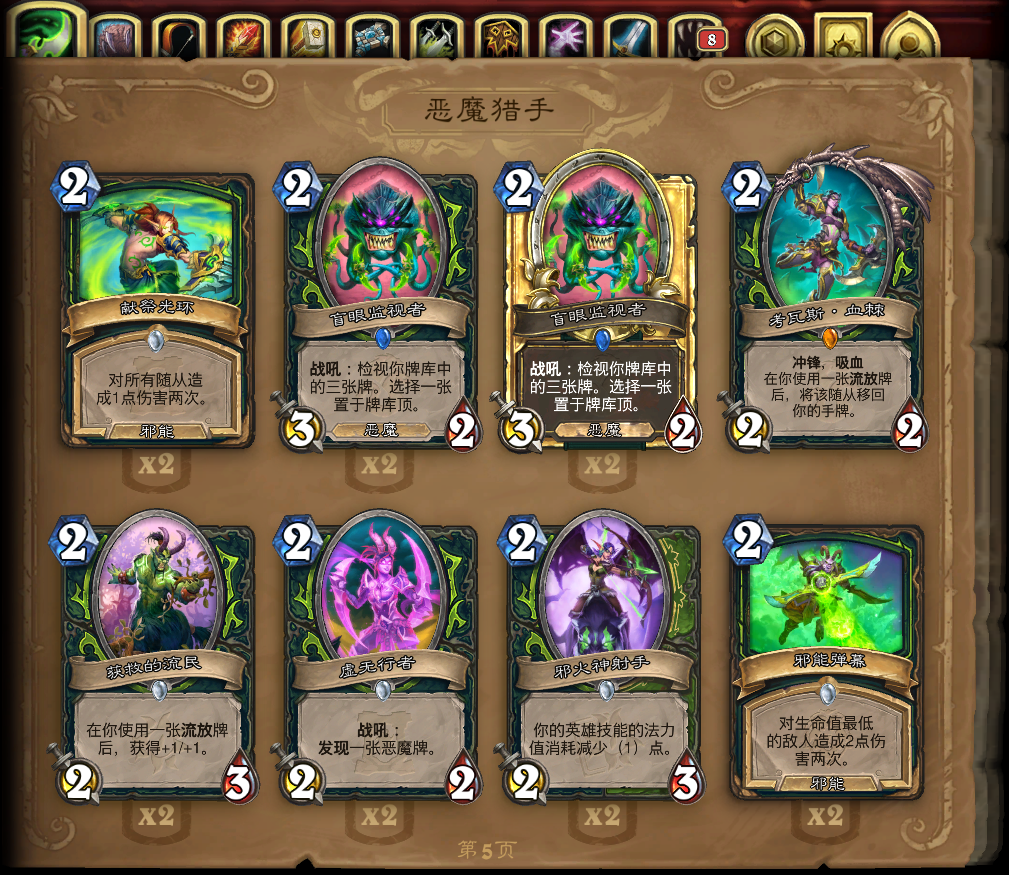 8
恶魔猎手
2
献祭光环
对所有随从造
成1点伤害两次。
邪能
x2
2
盲眼监视者
战吼：检视你牌库中
的三张牌。选择一张
置于牌库顶。
3
恶魔
2
x2
2
盲眼监视者
战吼：检视你牌库中
的三张牌。选择一张
置于牌库顶。
3
恶魔
2
x2
2
考瓦斯·血棘
冲锋，吸血
在你使用一张流放牌
后，将该随从移回
你的手牌。
2
2
2
获救的流民
在你使用一张流放牌
后，获得+1/+1。
2
3
x2
2
虚无行者
战吼：
发现一张恶魔牌。
2
2
x2
2
邪火神射手
你的英雄技能的法力
值消耗减少（1）点。
2
3
x2
2
邪能弹幕
对生命值最低
的敌人造成2点伤
害两次。
邪能
x2
第5页